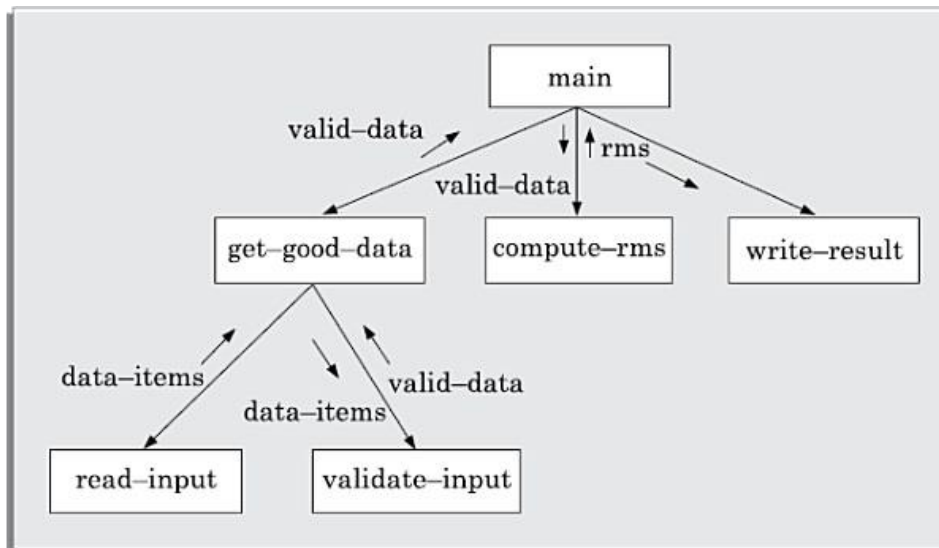 main
valid–data
rms
valid–data
get–good–data
compute–rms
write–result
data–items
valid–data
data–items
read–input
validate–input